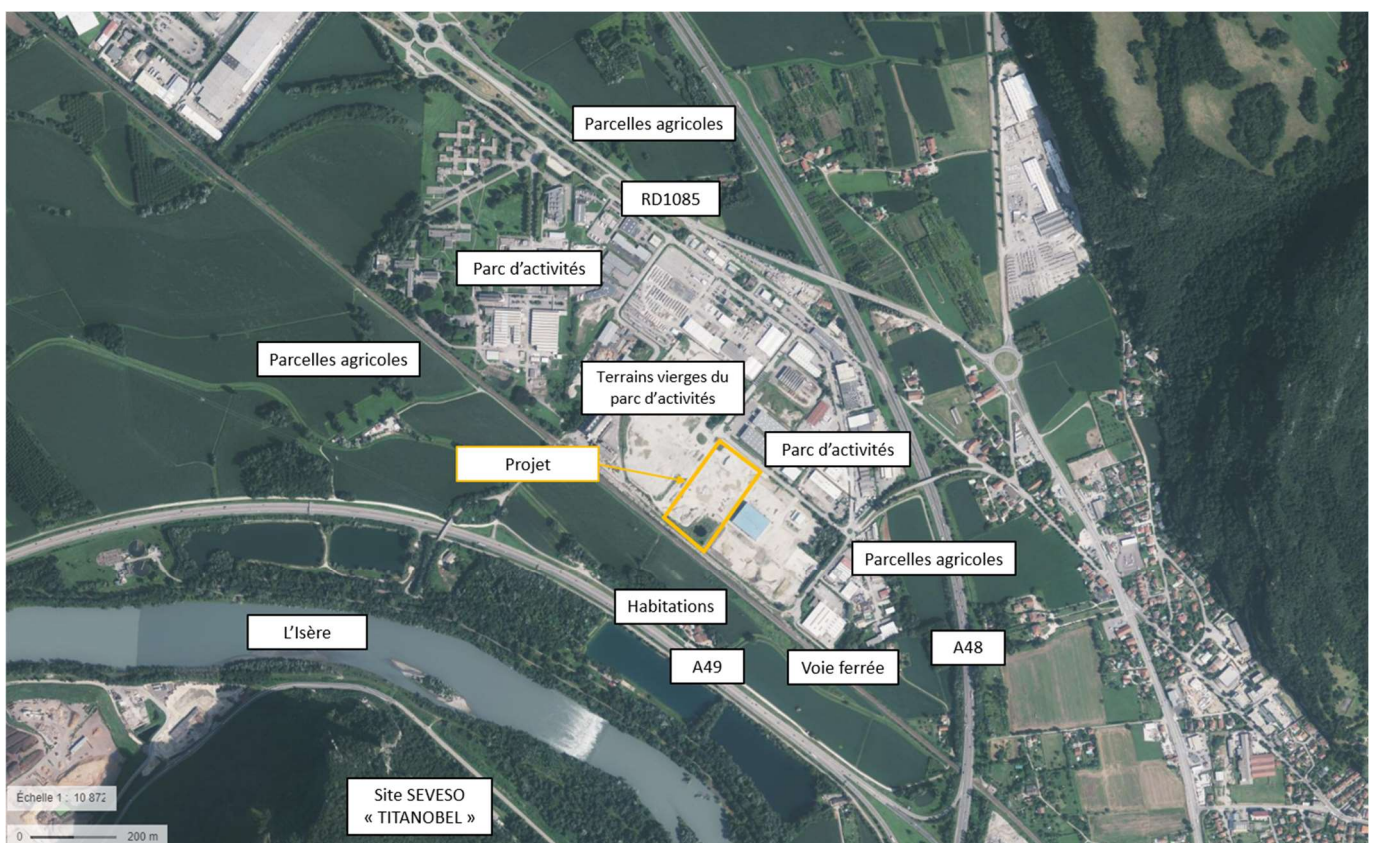 Parcelles agricoles
RD1085
Parc d'activités
Parcelles agricoles
Terrains vierges du
parc d'activités
Projet
Parc d'activités
Parcelles agricoles
Habitations
L'Isère
A49
Voie ferrée
A48
Site SEVESO
« TITANOBEL »
Échelle 1 : 10 872
0 200 m